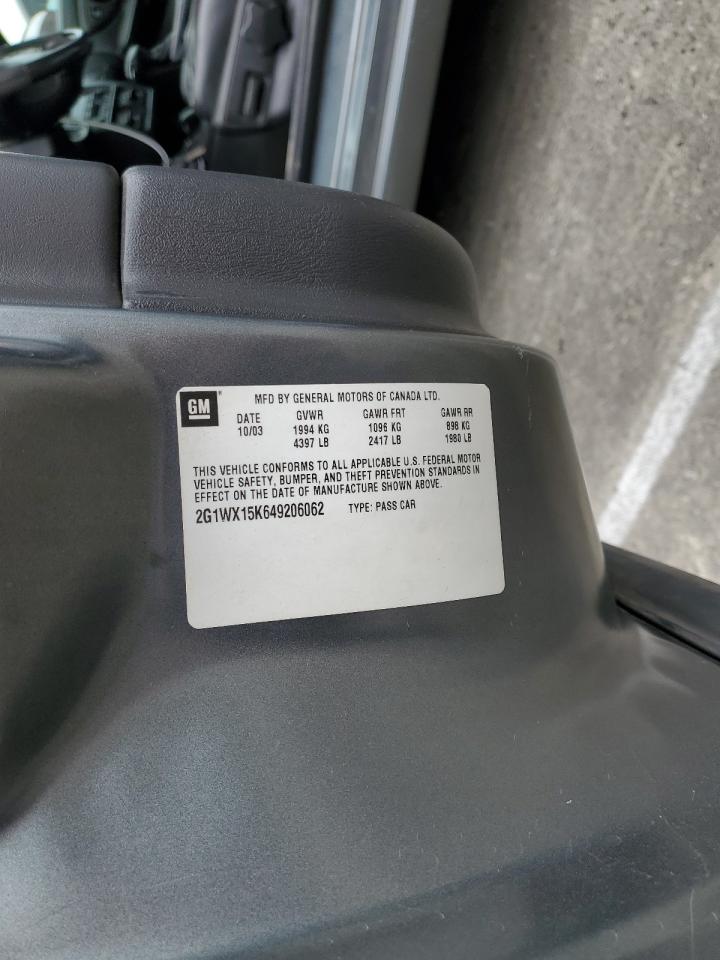 GM ® MFD BY GENERAL MOTORS OF CANADA LTD.
DATE GVWR GAWR FRT GAWR RR
10/03 1994 KG 1096 KG 898 KG
4397 LB 2417 LB 1980 LB
THIS VEHICLE CONFORMS TO ALL APPLICABLE U.S. FEDERAL MOTOR
VEHICLE SAFETY, BUMPER, AND THEFT PREVENTION STANDARDS IN
EFFECT ON THE DATE OF MANUFACTURE SHOWN ABOVE.
2G1WX15K649206062 TYPE: PASS CAR